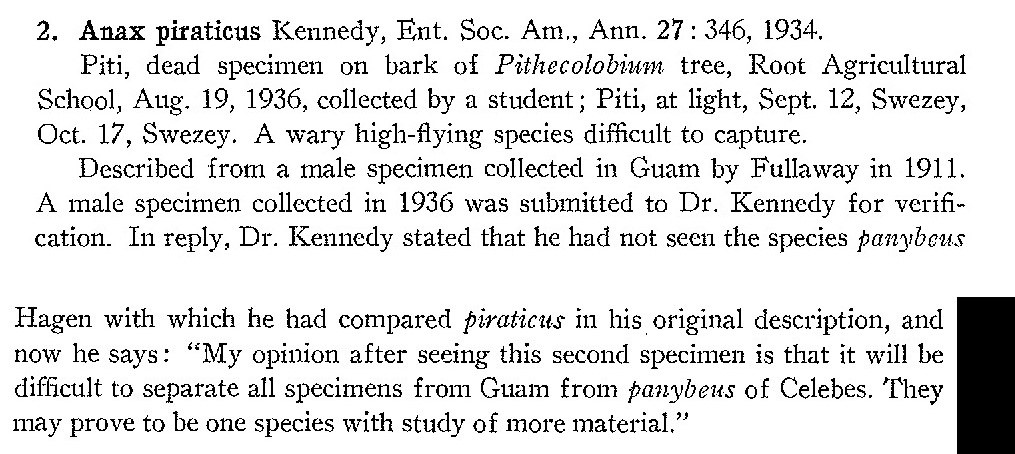 2. Anax piraticus Kennedy, Ent. Soc. Am., Ann. 27: 346, 1934.
Piti, dead specimen on bark of Pithecolobium tree, Root Agricultural
School, Aug. 19, 1936, collected by a student; Piti, at light, Sept. 12, Swezey,
Oct. 17, Swezey. A wary high-flying species difficult to capture.
Described from a male specimen collected in Guam by Fullaway in 1911.
A male specimen collected in 1936 was submitted to Dr. Kennedy for verifi-
cation. In reply, Dr. Kennedy stated that he had not seen the species panybeus
Hagen with which he had compared piraticus in his original description, and
now he says: “My opinion after seeing this second specimen is that it will be
difficult to separate all specimens from Guam from panybeus of Celebes. They
may prove to be one species with study of more material.”